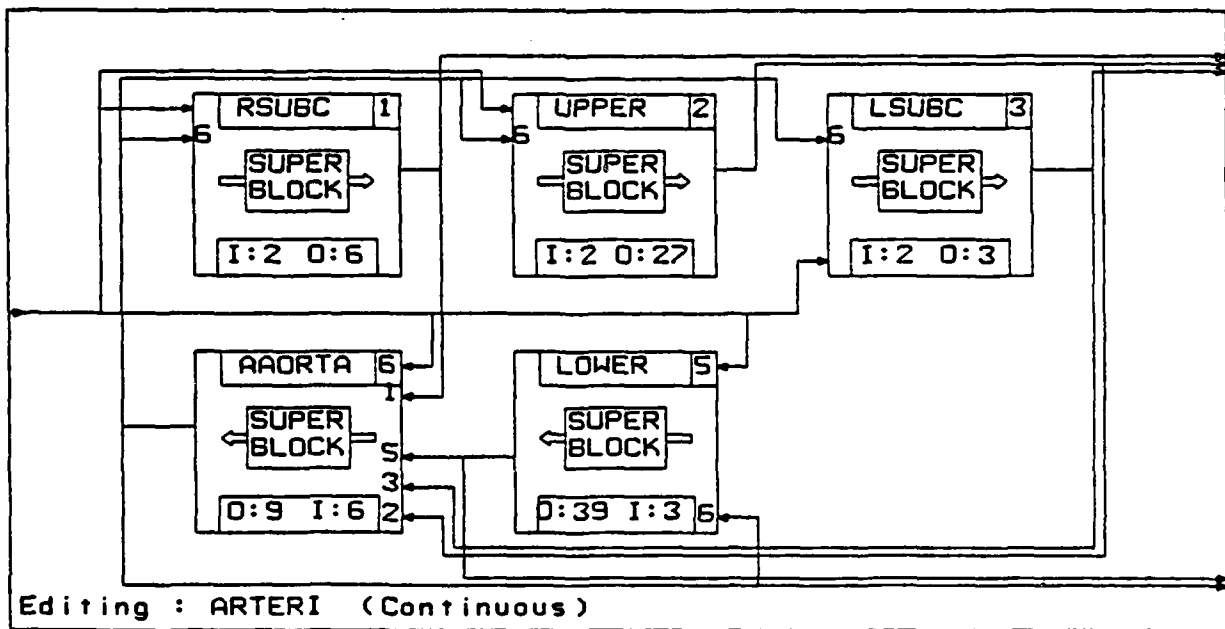 RSUBC 1
6
SUPER
BLOCK
I:2 O:6
UPPER 2
6
SUPER
BLOCK
I:2 O:27
LSUBC 3
6
SUPER
BLOCK
I:2 O:3
AAORTA 6
1
SUPER
BLOCK
5
3
O:9 I:6 2
LOWER 5
SUPER
BLOCK
O:39 I:3 6
Editing : ARTERI (Continuous)